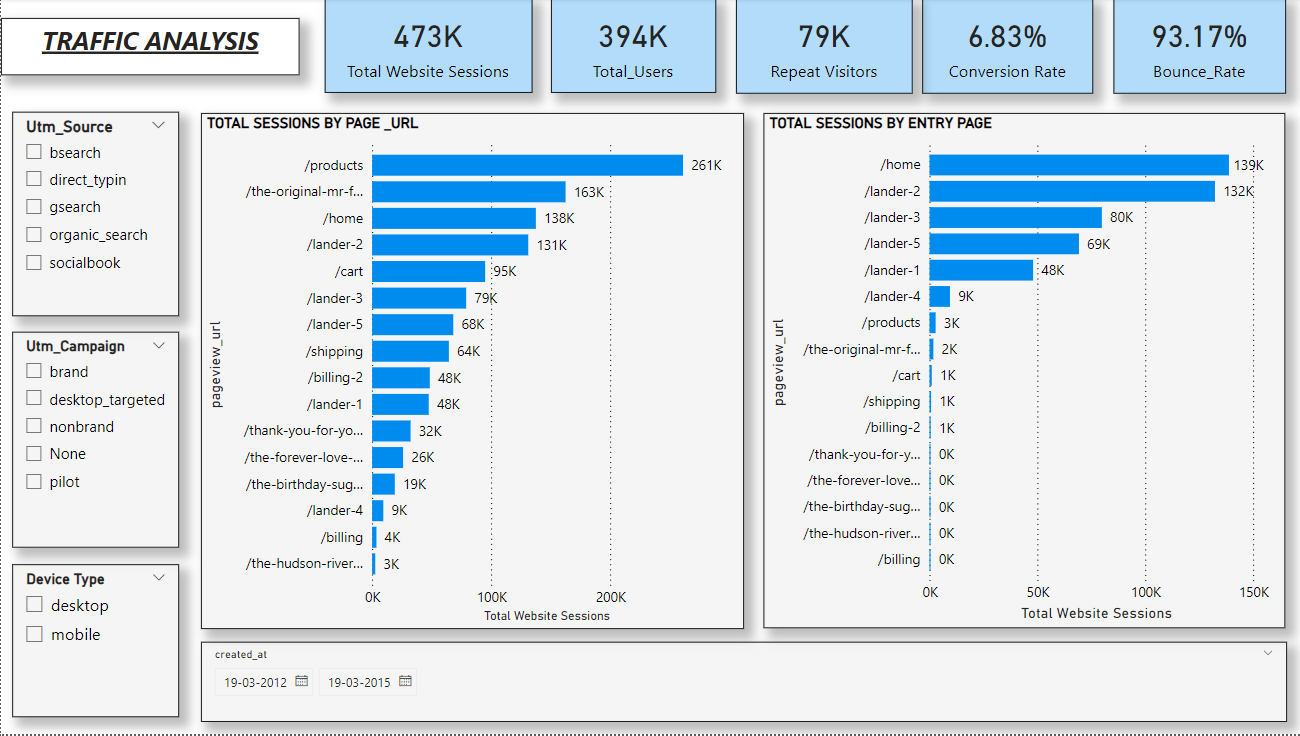 TRAFFIC ANALYSIS
473K
Total Website Sessions
394K
Total_Users
79K
Repeat Visitors
6.83%
Conversion Rate
93.17%
Bounce_Rate
Utm_Source
bsearch
direct_typin
gsearch
organic_search
socialbook
Utm_Campaign
brand
desktop_targeted
nonbrand
None
pilot
Device Type
desktop
mobile
TOTAL SESSIONS BY PAGE _URL
pageview_url
/products 261K
/the-original-mr-f... 163K
/home 138K
/lander-2 131K
/cart 95K
/lander-3 79K
/lander-5 68K
/shipping 64K
/billing-2 48K
/lander-1 48K
/thank-you-for-yo... 32K
/the-forever-love-... 26K
/the-birthday-sug... 19K
/lander-4 9K
/billing 4K
/the-hudson-river... 3K
0K 100K 200K
Total Website Sessions
TOTAL SESSIONS BY ENTRY PAGE
pageview_url
/home 139K
/lander-2 132K
/lander-3 80K
/lander-5 69K
/lander-1 48K
/lander-4 9K
/products 3K
/the-original-mr-f... 2K
/cart 1K
/shipping 1K
/billing-2 1K
/thank-you-for-y... 0K
/the-forever-love... 0K
/the-birthday-sug... 0K
/the-hudson-river... 0K
/billing 0K
0K 50K 100K 150K
Total Website Sessions
created_at
19-03-2012 19-03-2015